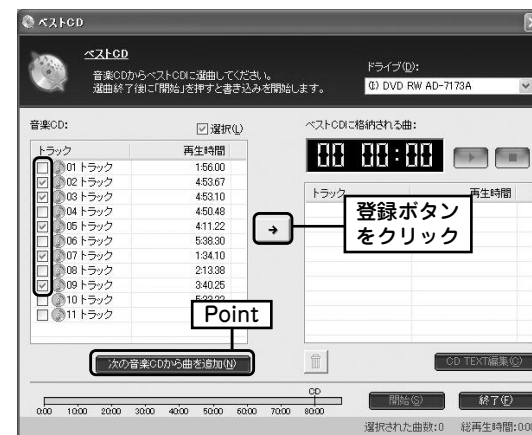 ベストCD
ベストCD
音楽CDからベストCDに選曲してください。
選曲終了後に「開始」を押すと書き込みを開始します。
ドライブ(D):
(E:) DVD RW AD-7173A
音楽CD:
選択(L)
ベストCDに格納される曲:
00 00:00
トラック 再生時間
01 トラック 1:56.00
02 トラック 4:53.67
03 トラック 4:53.10
04 トラック 4:50.48
05 トラック 4:11.22
06 トラック 5:38.30
07 トラック 1:34.10
08 トラック 2:13.38
09 トラック 3:40.25
10 トラック
11 トラック
トラック 再生時間
登録ボタン
をクリック
Point
次の音楽CDから曲を追加(N)
CD TEXT編集(C)
CD
0:00 10:00 20:00 30:00 40:00 50:00 60:00 70:00 80:00
開始(S)
終了(F)
選択された曲数:0 総再生時間:0:00